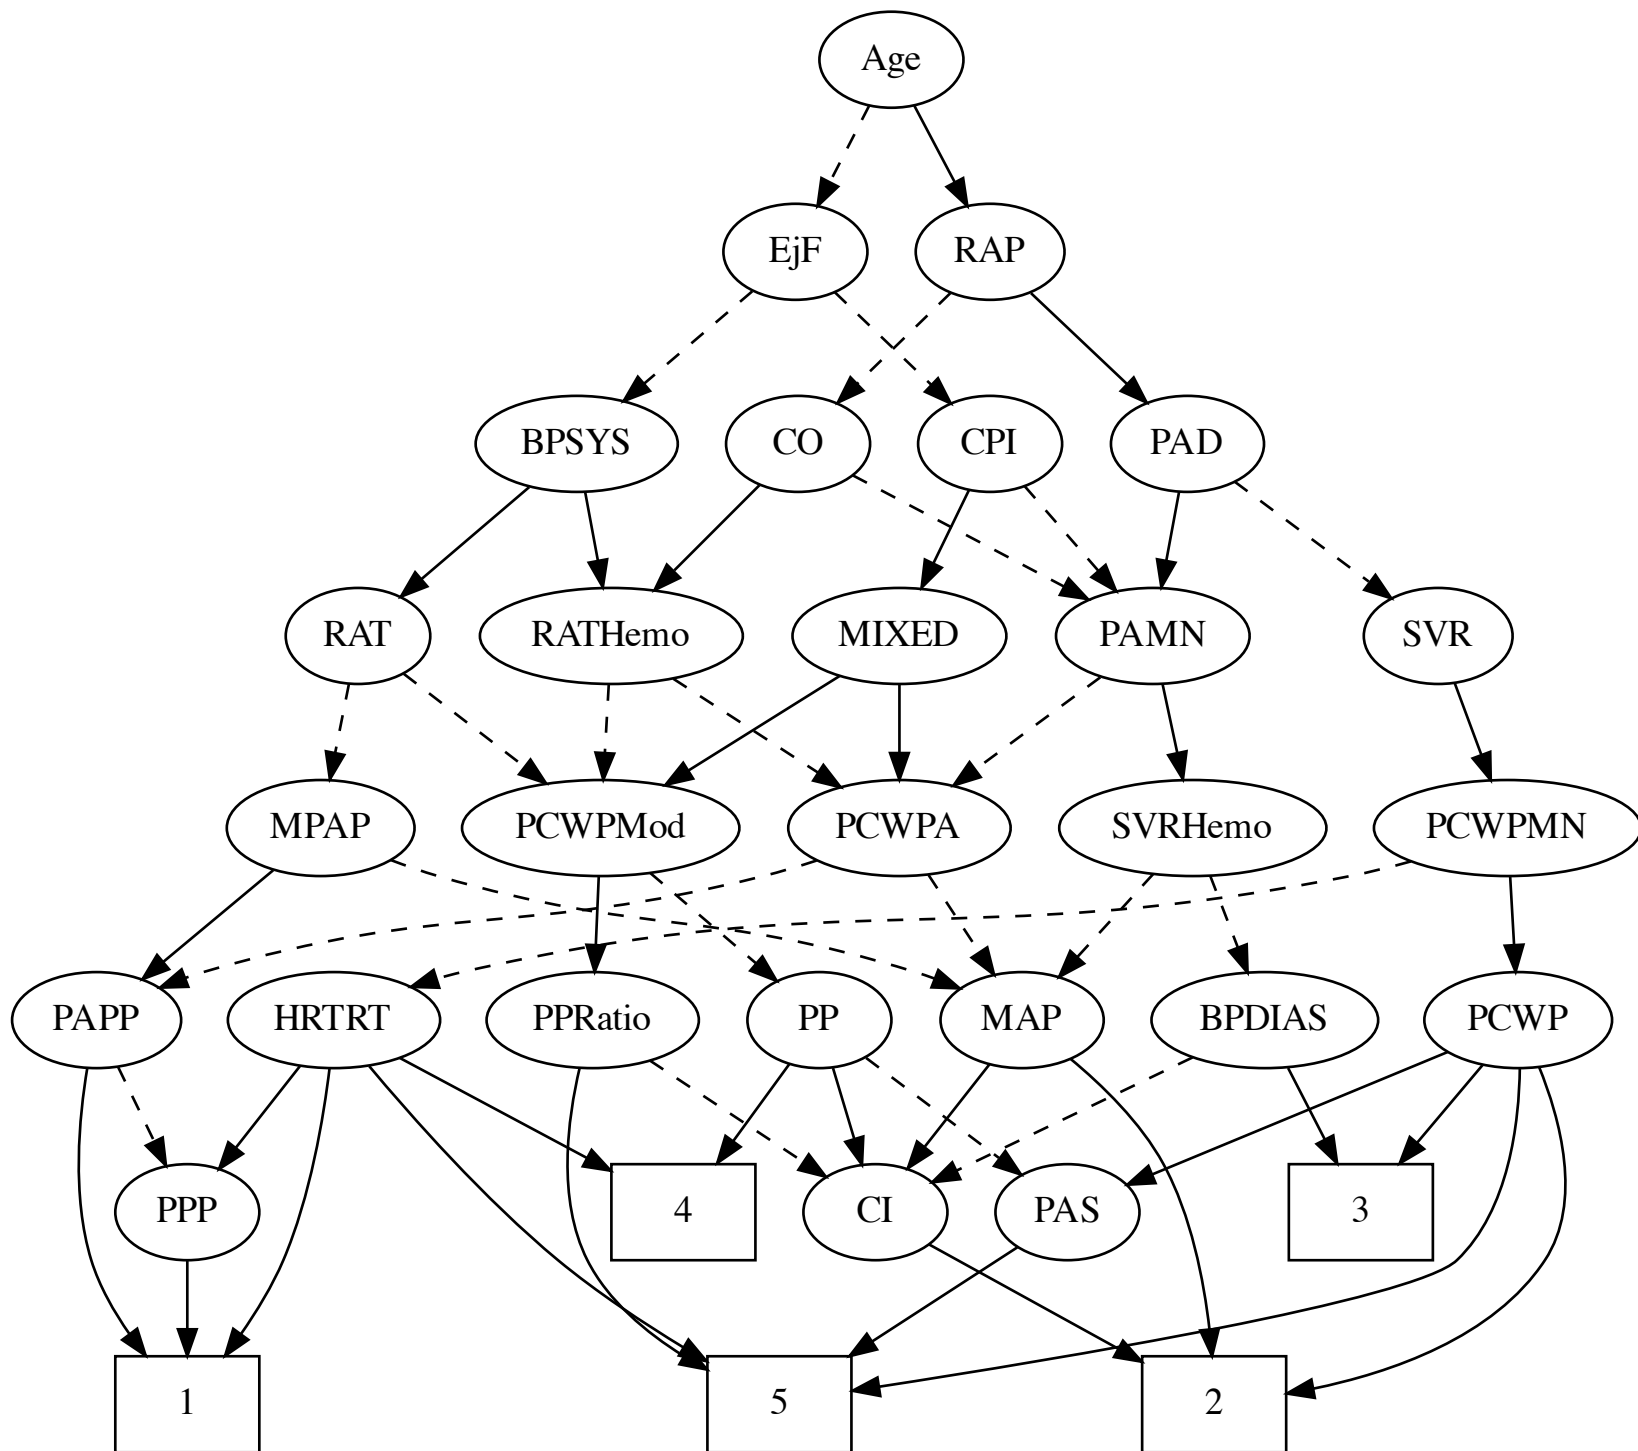 Age
EjF RAP
BPSYS CO CPI PAD
RAT RATHemo MIXED PAMN SVR
MPAP PCWPMod PCWPA SVRHemo PCWPMN
PAPP HRTRT PPRatio PP MAP BPDIAS PCWP
PPP 4 CI PAS 3
1 5 2